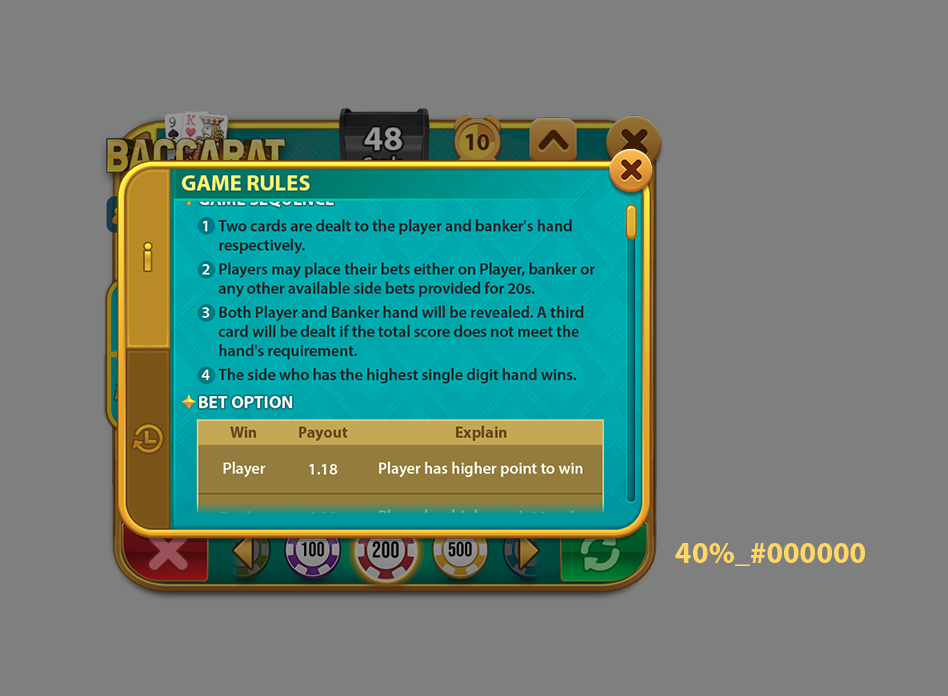 9 K
BACCARAT
48
Cards
10
GAME RULES
GAME SEQUENCE
1 Two cards are dealt to the player and banker's hand
respectively.
2 Players may place their bets either on Player, banker or
any other available side bets provided for 20s.
3 Both Player and Banker hand will be revealed. A third
card will be dealt if the total score does not meet the
hand's requirement.
4 The side who has the highest single digit hand wins.
BET OPTION
Win Payout Explain
Player 1.18 Player has higher point to win
100 200 500
40%_#000000